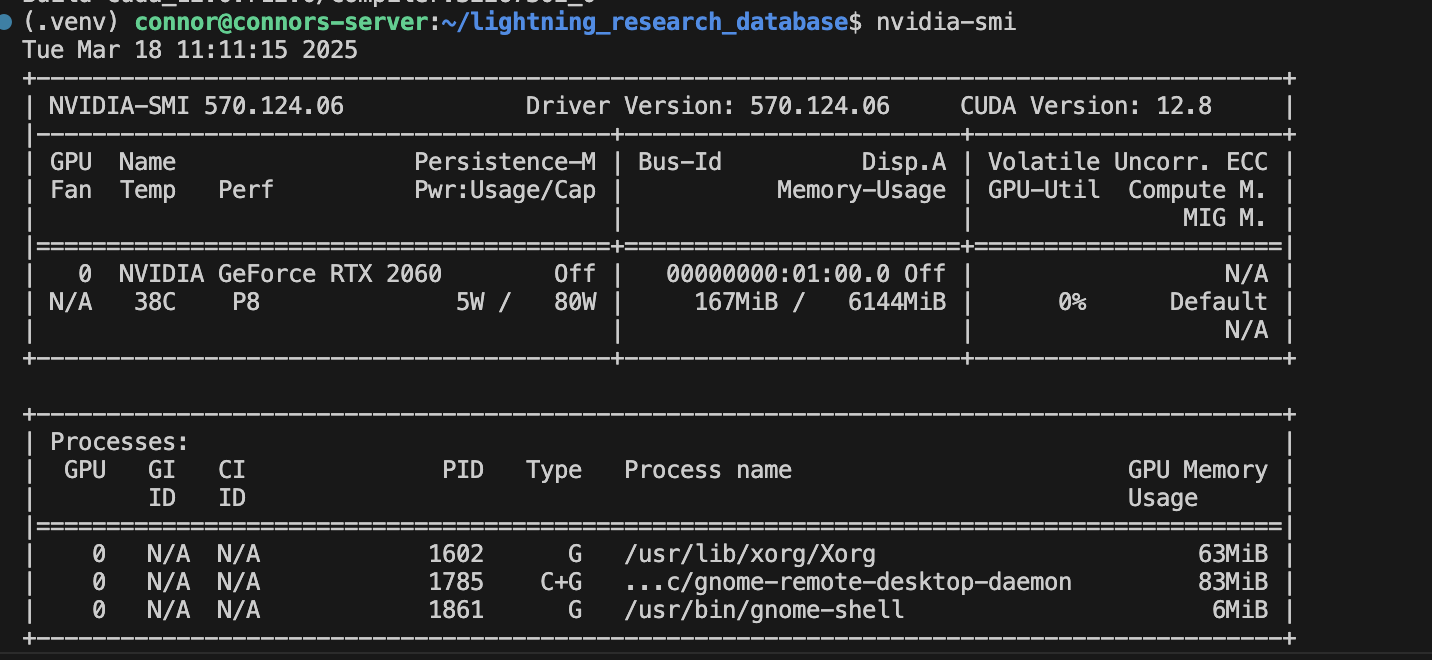 (.venv) connor@connors-server:~/lightning_research_database$ nvidia-smi
Tue Mar 18 11:11:15 2025
+-----------------------------------------------------------------------------------------+
| NVIDIA-SMI 570.124.06             Driver Version: 570.124.06     CUDA Version: 12.8     |
|-----------------------------------------+------------------------+----------------------+
| GPU  Name                 Persistence-M | Bus-Id          Disp.A | Volatile Uncorr. ECC |
| Fan  Temp   Perf          Pwr:Usage/Cap |           Memory-Usage | GPU-Util  Compute M. |
|                                         |                        |               MIG M. |
|=========================================+========================+======================|
|   0  NVIDIA GeForce RTX 2060        Off |   00000000:01:00.0 Off |                  N/A |
| N/A   38C    P8               5W /   80W |     167MiB /   6144MiB |      0%      Default |
|                                         |                        |                  N/A |
+-----------------------------------------+------------------------+----------------------+
+-----------------------------------------------------------------------------------------+
| Processes:                                                                              |
|  GPU   GI   CI              PID   Type   Process name                        GPU Memory |
|        ID   ID                                                               Usage      |
|=========================================================================================|
|    0   N/A  N/A            1602      G   /usr/lib/xorg/Xorg                       63MiB |
|    0   N/A  N/A            1785    C+G   ...c/gnome-remote-desktop-daemon         83MiB |
|    0   N/A  N/A            1861      G   /usr/bin/gnome-shell                      6MiB |
+-----------------------------------------------------------------------------------------+